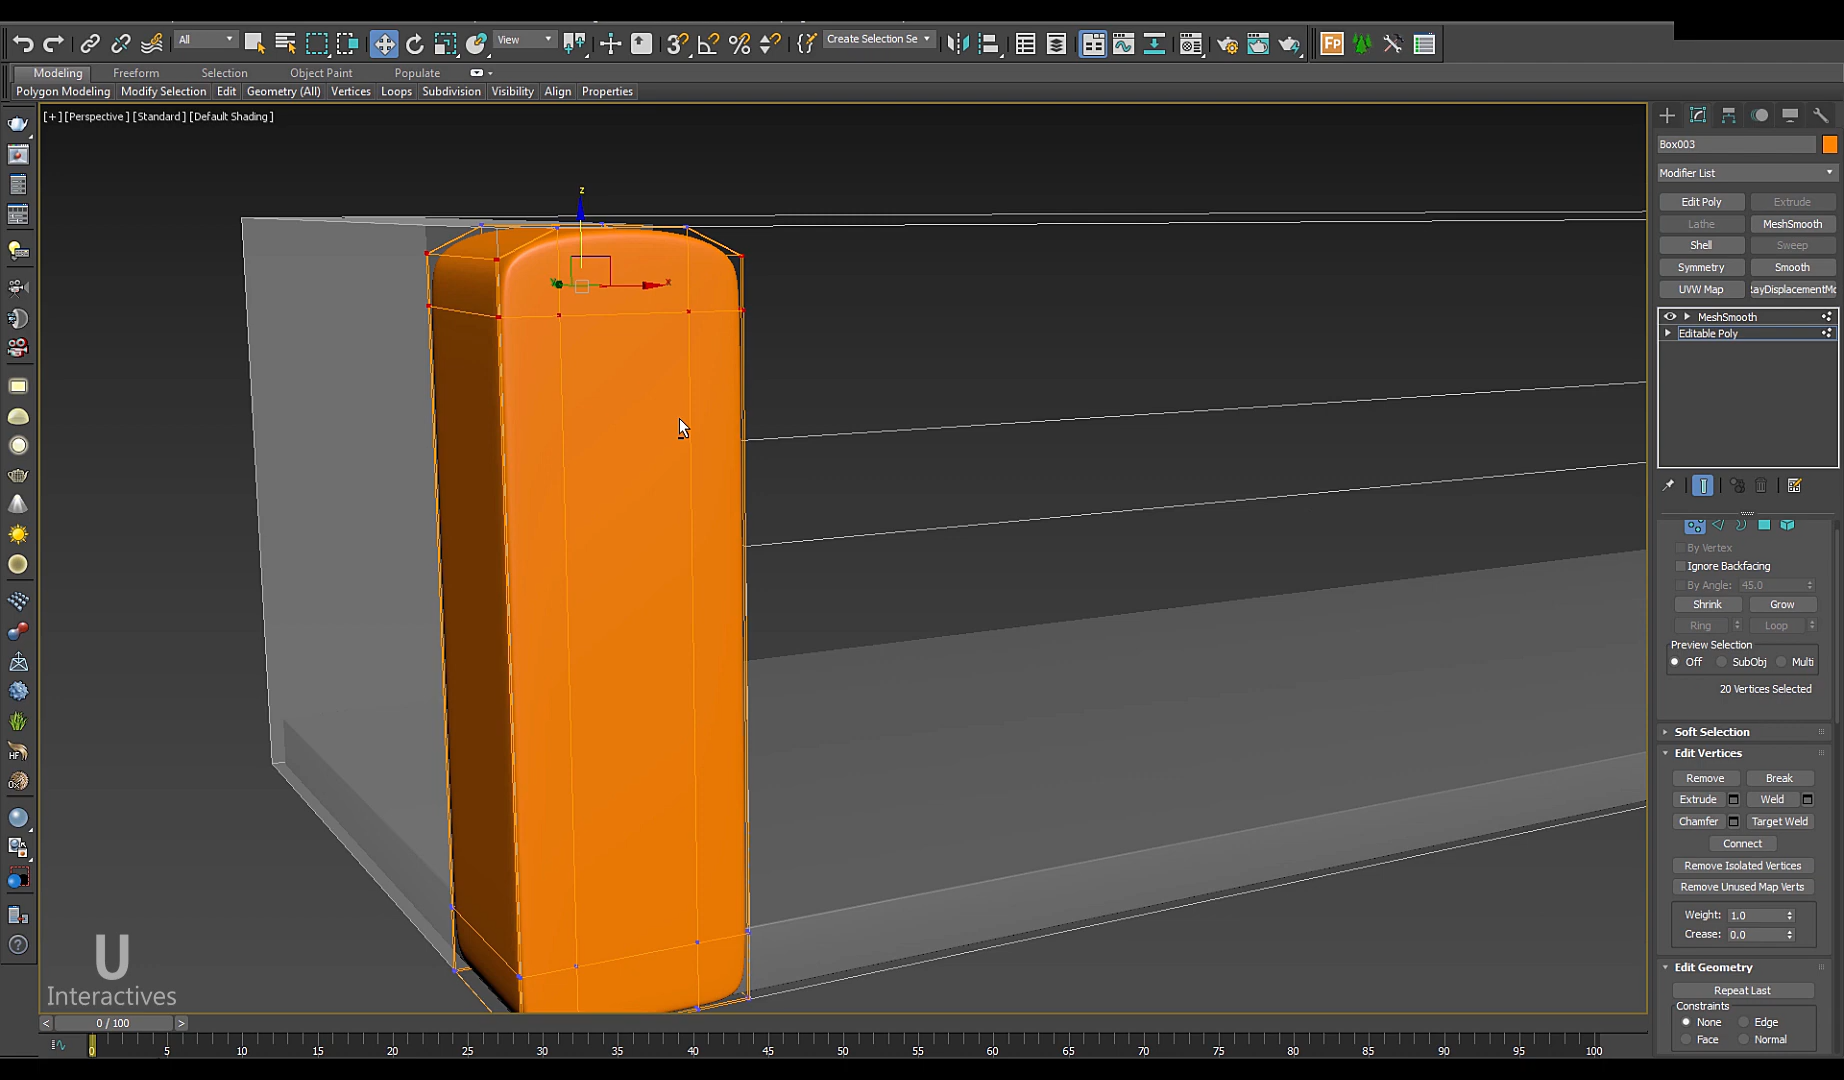 All
View
Create Selection Se
Modeling Freeform Selection Object Paint Populate
Polygon Modeling Modify Selection Edit Geometry (All) Vertices Loops Subdivision Visibility Align Properties
[+] [Perspective ] [Standard ] [Default Shading ]
z
x
Box003
Modifier List
Edit Poly Extrude
Lathe MeshSmooth
Shell Sweep
Symmetry Smooth
UVW Map
MeshSmooth
Editable Poly
By Vertex
Ignore Backfacing
By Angle: 45.0
Shrink Grow
Ring Loop
Preview Selection
Off SubObj Multi
20 Vertices Selected
Soft Selection
Edit Vertices
Remove Break
Extrude Weld
Chamfer Target Weld
Connect
Remove Isolated Vertices
Remove Unused Map Verts
Weight: 1.0
Crease: 0.0
Edit Geometry
Repeat Last
Constraints
None Edge
Face Normal
U
Interactives
< 0 / 100 >
0 5 10 15 20 25 30 35 40 45 50 55 60 65 70 75 80 85 90 95 100